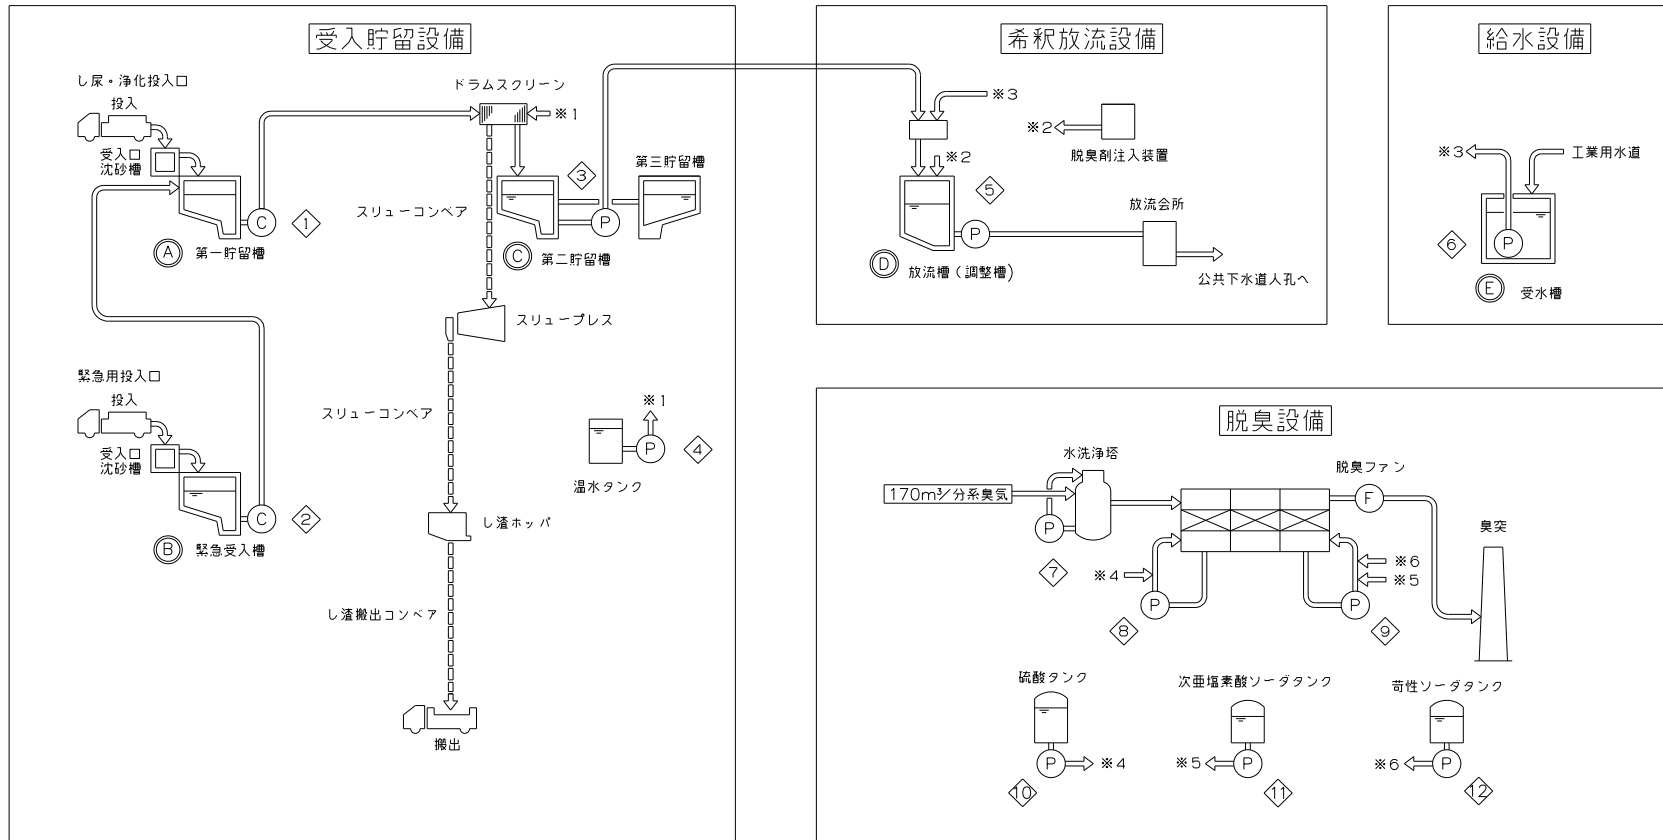 受入貯留設備
し尿・浄化投入口
投入
受入口
沈砂槽
C
1
A
第一貯留槽
ドラムスクリーン
※1
スリューコンベア
3
第三貯留槽
P
C
第二貯留槽
スリュープレス
緊急用投入口
投入
受入口
沈砂槽
C
2
B
緊急受入槽
スリューコンベア
※1
P
4
温水タンク
し渣ホッパ
し渣搬出コンベア
搬出
希釈放流設備
※3
※2
脱臭剤注入装置
※2
5
P
放流会所
D
放流槽(調整槽)
公共下水道人孔へ
給水設備
※3
工業用水道
6
P
E
受水槽
脱臭設備
170m³/分系臭気
水洗浄塔
P
7
脱臭ファン
F
臭突
※4
P
8
※6
※5
P
9
硫酸タンク
P
※4
10
次亜塩素酸ソーダタンク
※5
P
11
苛性ソーダタンク
※6
P
12